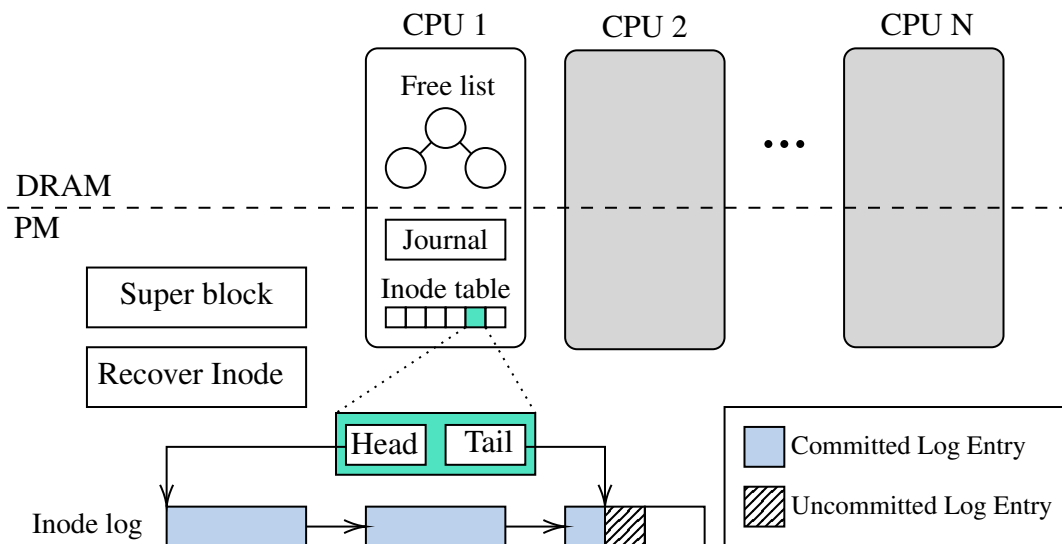 CPU 1
CPU 2
CPU N
Free list
DRAM
PM
Journal
Inode table
Super block
Recover Inode
Head
Tail
Committed Log Entry
Uncommitted Log Entry
Inode log